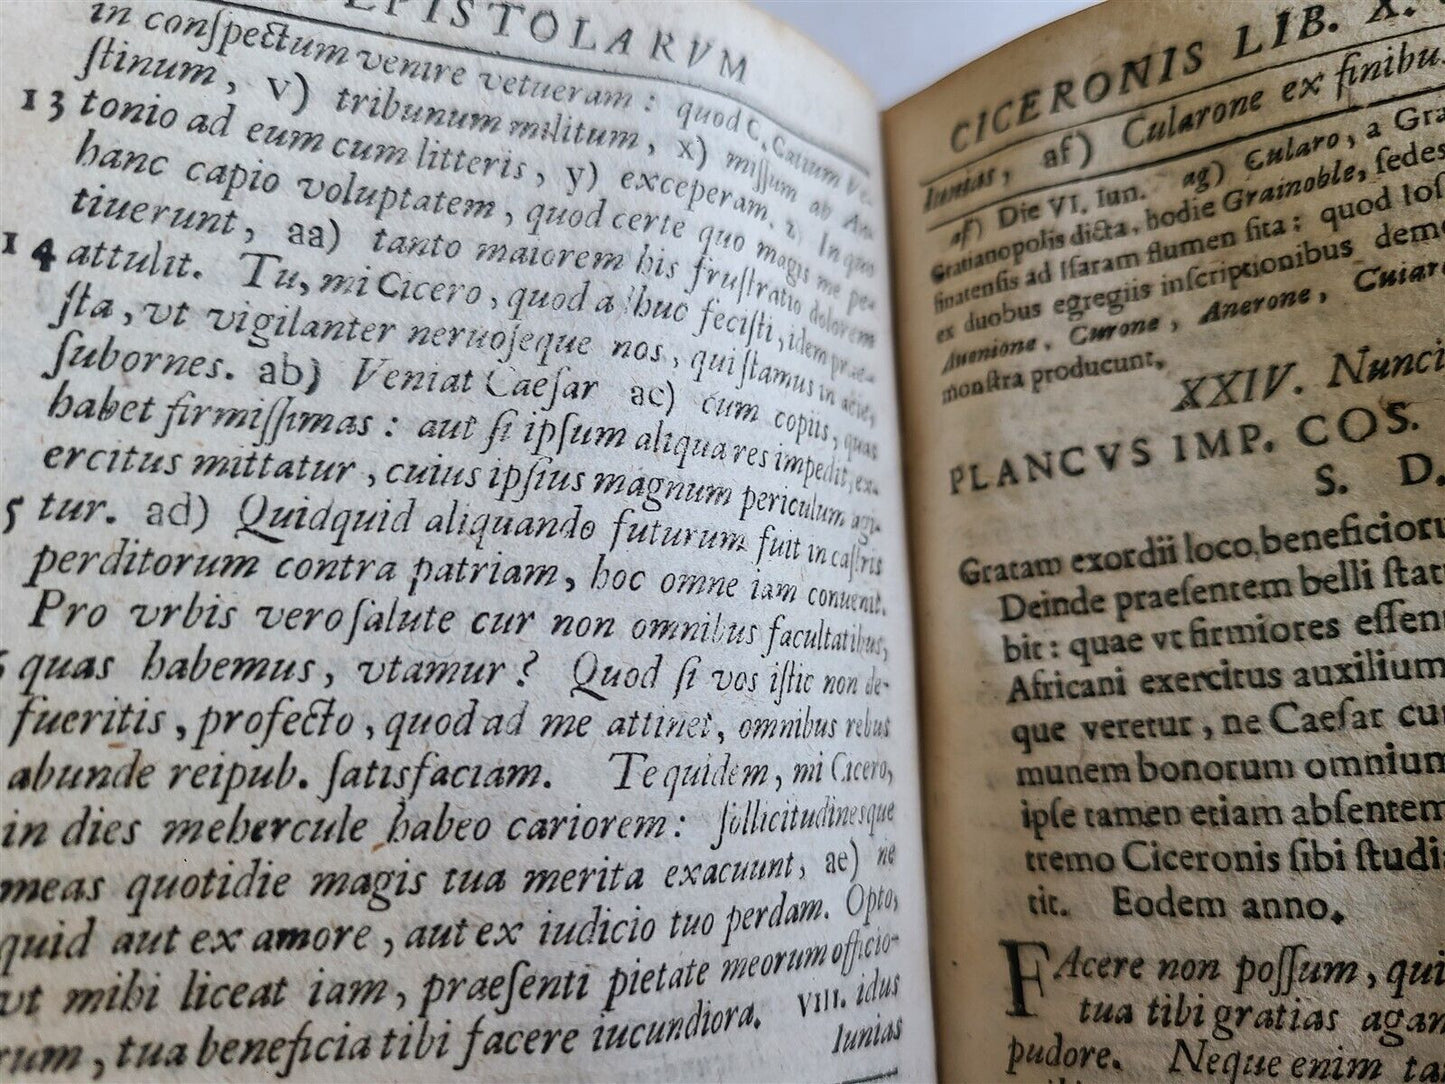 EPISTOLARVM
in conſpectum venire vetueram: quod C. Catium Ve-
ſtinum, v) tribunum militum, x) miſſum ab An-
13 tonio ad eum cum litteris, y) exceperam. z) In quo
hanc capio voluptatem, quod certe quo magis me pe-
tiuerunt, aa) tanto maiorem his fruſtratio dolorem
14 attulit. Tu, mi Cicero, quod adhuc feciſti, idem prae-
ſta, vt vigilanter neruoſeque nos, qui ſtamus in acie,
ſubornes. ab) Veniat Caeſar ac) cum copiis, quas
habet firmiſſimas: aut ſi ipſum aliqua res impedit, ex-
ercitus mittatur, cuius ipſius magnum periculum agi-
5 tur. ad) Quidquid aliquando futurum fuit in caſtris
perditorum contra patriam, hoc omne iam conuenit.
Pro vrbis vero ſalute cur non omnibus facultatibus,
quas habemus, vtamur? Quod ſi vos iſtic non de-
fueritis, profecto, quod ad me attinet, omnibus rebus
abunde reipub. ſatisfaciam. Te quidem, mi Cicero,
in dies mehercule habeo cariorem: ſollicitudinesque
meas quotidie magis tua merita exacuunt, ae) ne
quid aut ex amore, aut ex iudicio tuo perdam. Opto,
vt mihi liceat iam, praeſenti pietate meorum officio-
rum, tua beneficia tibi facere iucundiora. VIII. idus
Iunias
CICERONIS LIB. X.
Iunias, af) Cularone ex finibus
af) Die VI. Iun. ag) Cularo, a Gra
Gratianopolis dicta, hodie Grainoble, ſedes
finatenſis ad Iſaram flumen ſita: quod Ioſ
ex duobus egregiis inſcriptionibus demo
Auenione, Curone, Anerone, Cularo
monſtra producunt.
XXIV. Nunci
PLANCVS IMP. COS.
S. D.
Gratam exordii loco, beneficioru
Deinde praeſentem belli ſtat
bit: quae vt firmiores eſſen
Africani exercitus auxilium
que veretur, ne Caeſar cu
munem bonorum omnium
ipſe tamen etiam abſentem
tremo Ciceronis ſibi ſtudi
tit. Eodem anno.
FAcere non poſſum, qui
tua tibi gratias agam
pudore. Neque enim ta